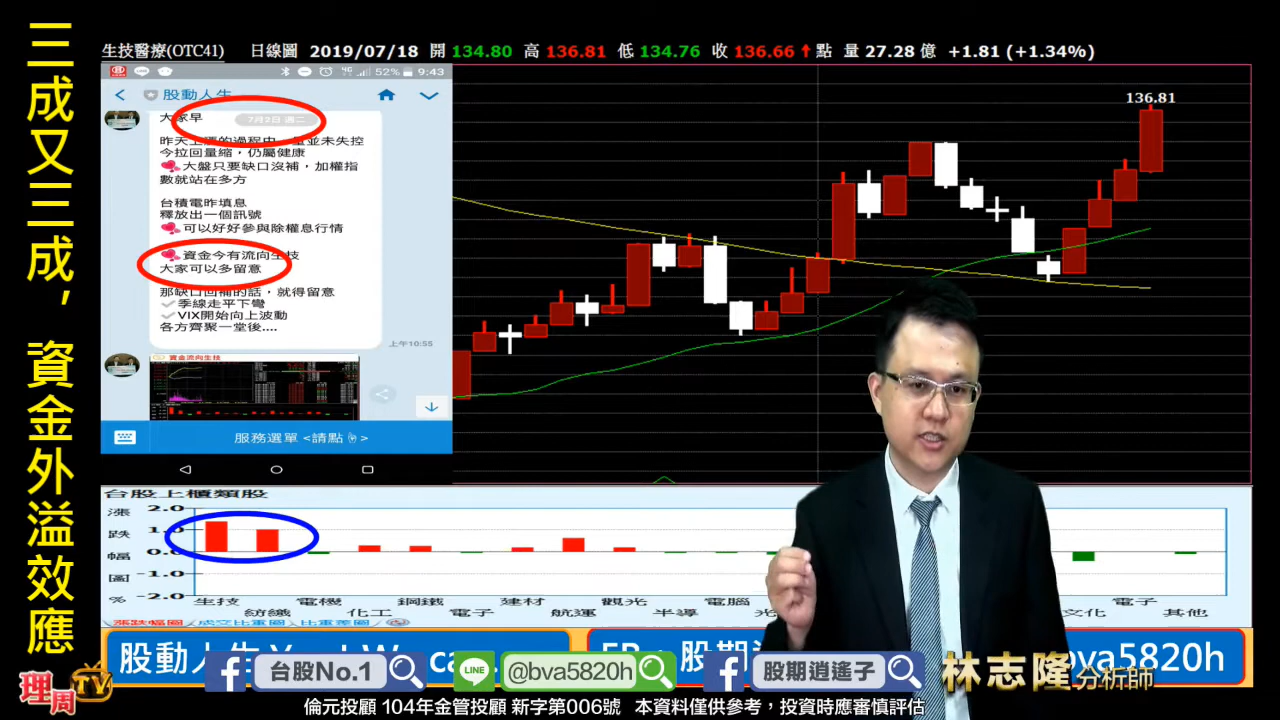 三成又三成，資金外溢效應
生技醫療(OTC41) 日線圖 2019/07/18 開 134.80 高 136.81 低 134.76 收 136.66 ↑ 點 量 27.28 億 +1.81 (+1.34%)
52% 9:43
股動人生
大家早
7月2日 週二
今拉回量縮，仍屬健康
大盤只要缺口沒補，加權指
數就站在多方
台積電昨填息
釋放出一個訊號
可以好好參與除權息行情
資金今有流向生技
大家可以多留意
那缺口回補的話，就得留意
季線走平下彎
VIX開始向上波動
各方齊聚一堂後....
上午10:55
資金流向生技
服務選單 <請點 >
136.81
台股上櫃類股
漲跌幅圖 %
2.0
1.0
0.0
-1.0
-2.0
生技 電機 鋼鐵 建材 觀光 電腦 文化 電子
紡織 化工 電子 航運 半導 光 其他
漲跌幅圖 成交比重圖 比重差圖
股動人生
bva5820h
台股No.1
LINE @bva5820h
股期逍遙子
林志隆 分析師
理周TV
倫元投顧 104年金管投顧 新字第006號 本資料僅供參考，投資時應審慎評估